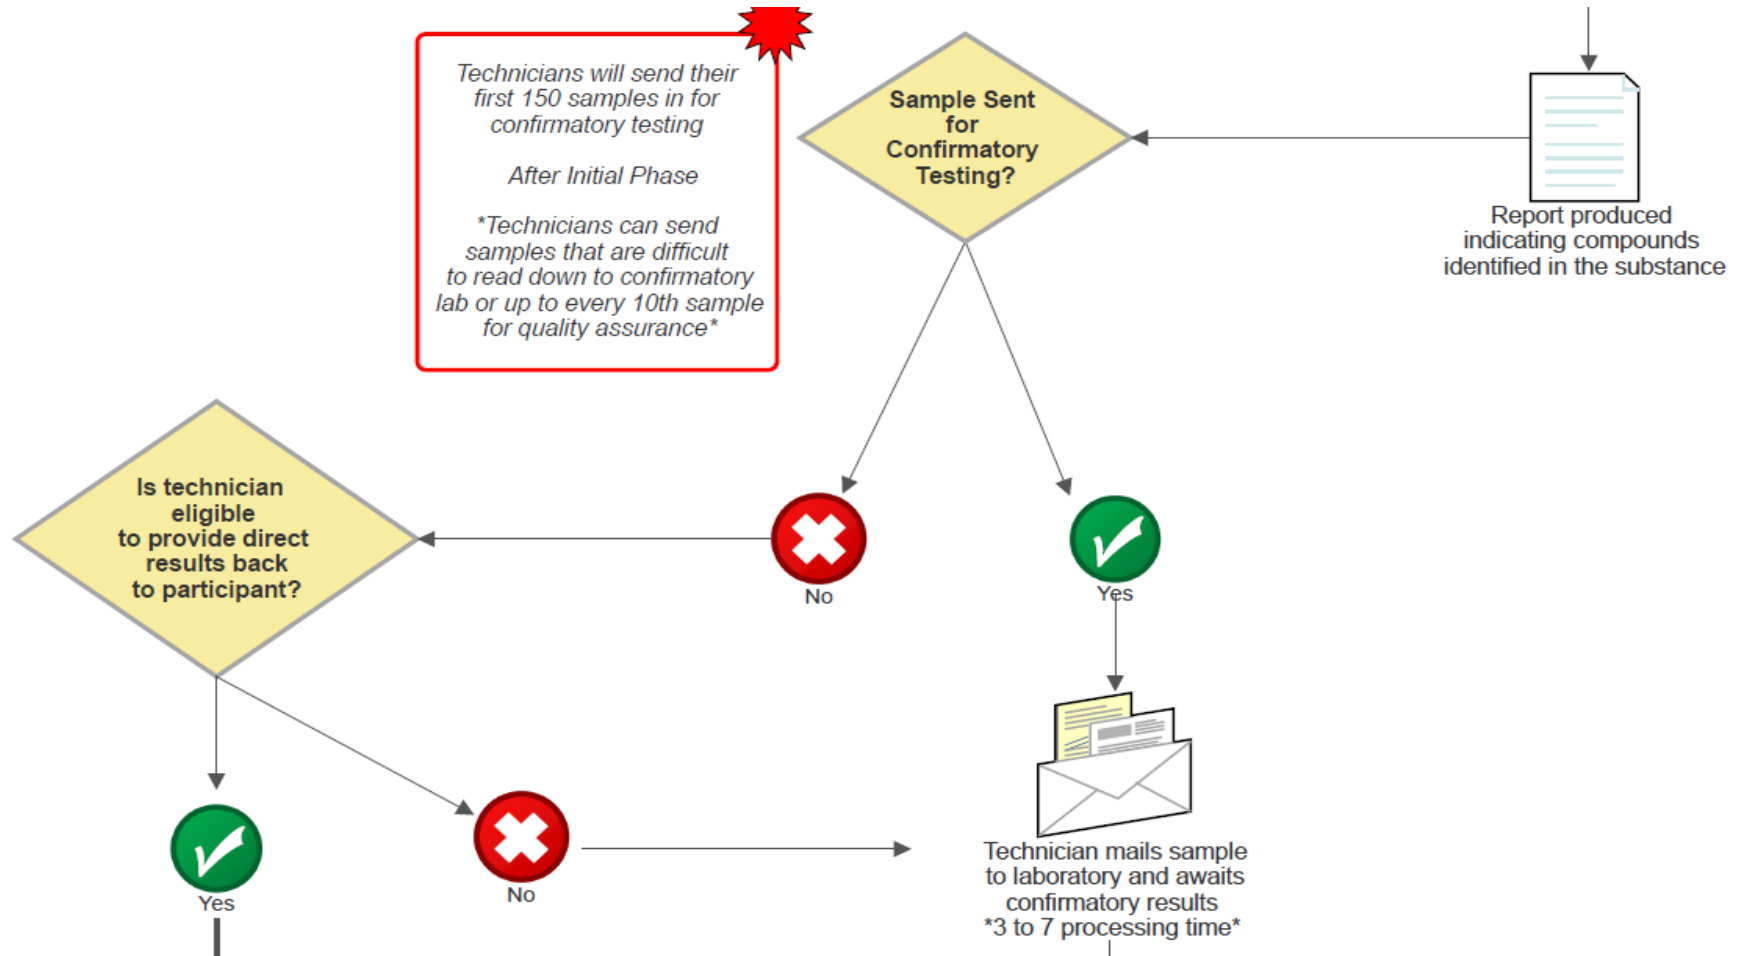 Technicians will send their
first 150 samples in for
confirmatory testing
After Initial Phase
*Technicians can send
samples that are difficult
to read down to confirmatory
lab or up to every 10th sample
for quality assurance*
Sample Sent
for
Confirmatory
Testing?
Report produced
indicating compounds
identified in the substance
Is technician
eligible
to provide direct
results back
to participant?
No
Yes
Yes
No
Technician mails sample
to laboratory and awaits
confirmatory results
*3 to 7 processing time*